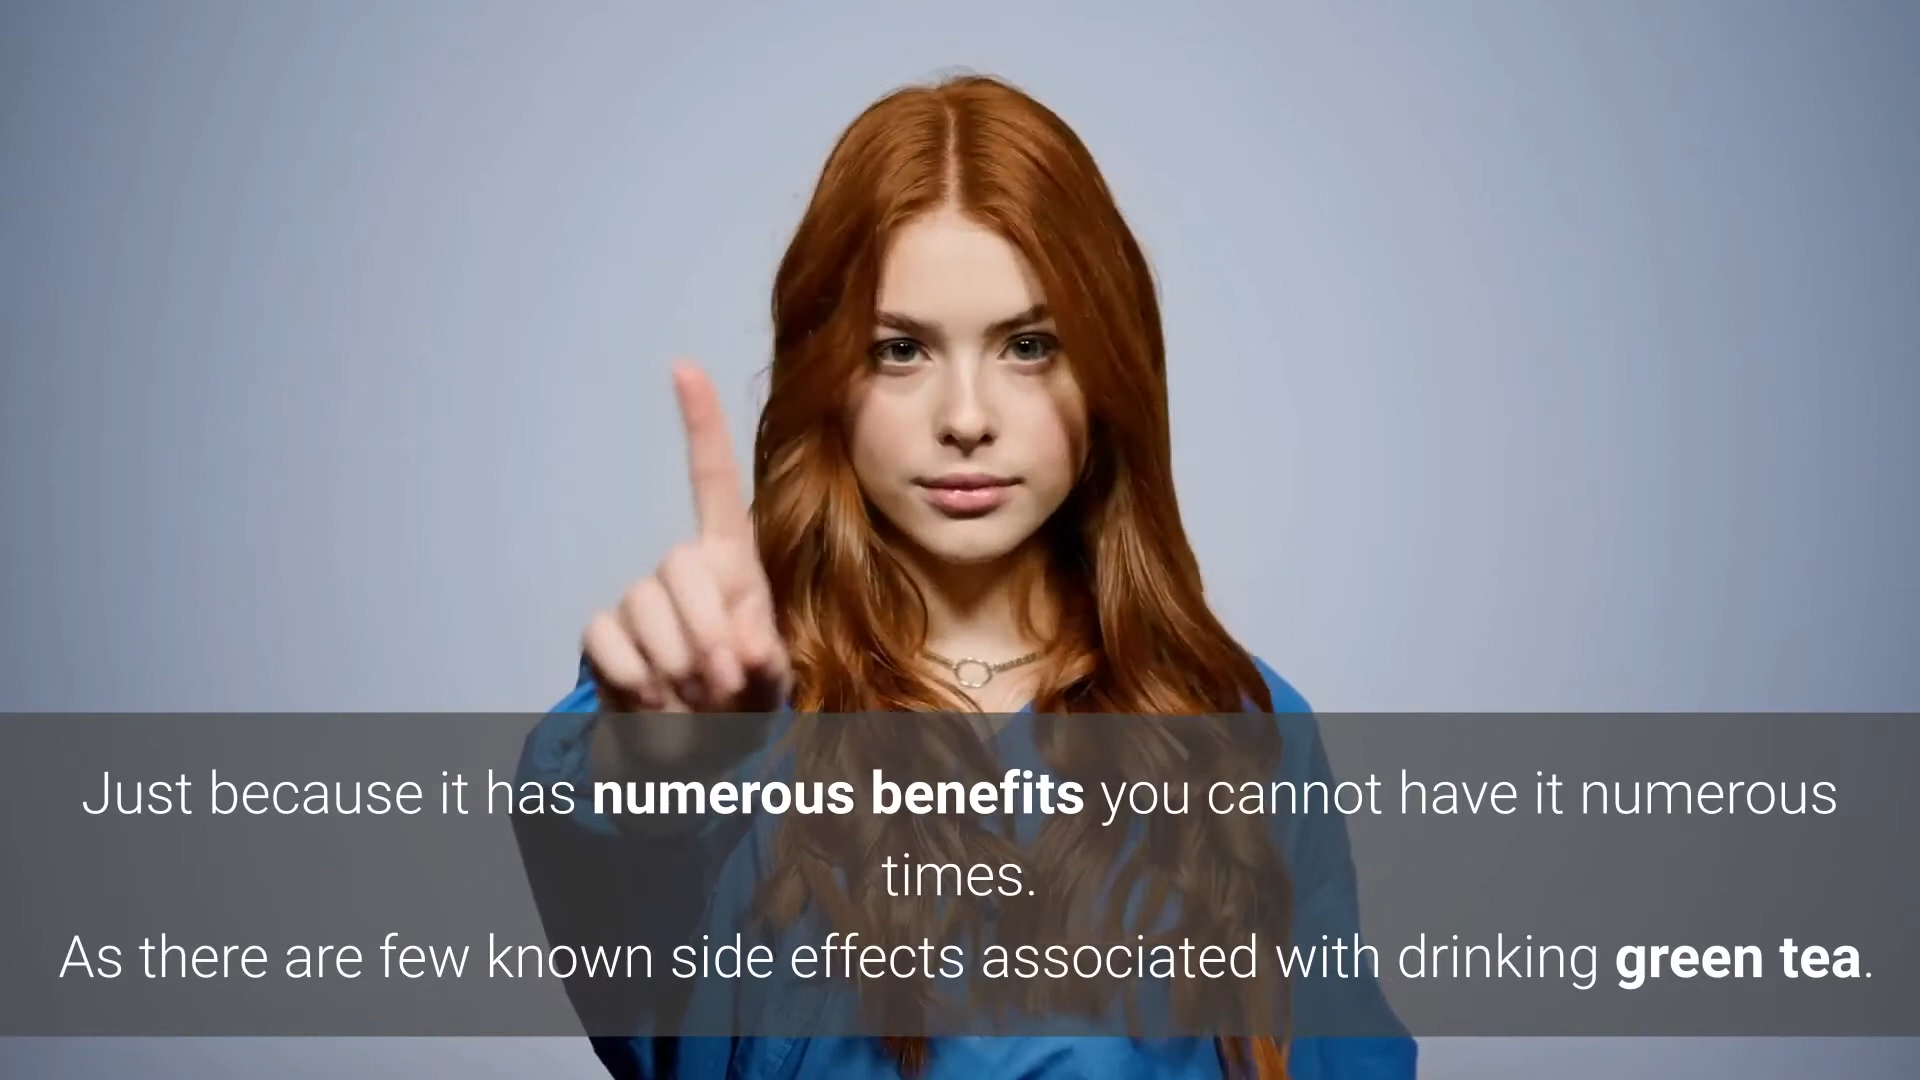 Just because it has numerous benefits you cannot have it numerous
times.
As there are few known side effects associated with drinking green tea.